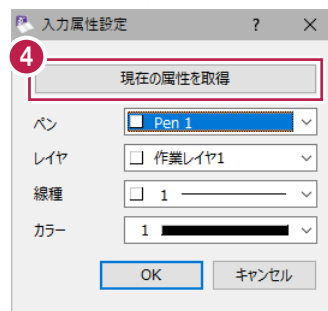 入力属性設定 ? ×
4
現在の属性を取得
ペン Pen 1
レイヤ 作業レイヤ1
線種 1
カラー 1
OK キャンセル